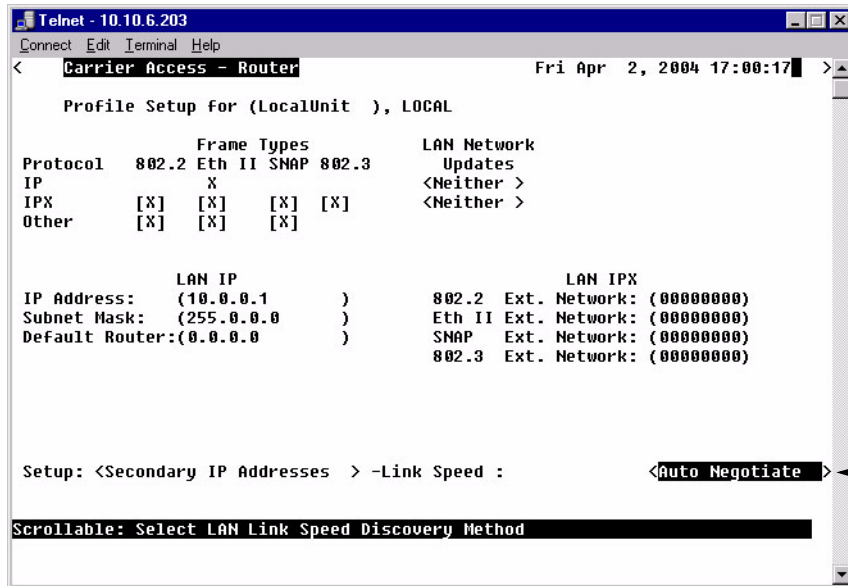 Telnet - 10.10.6.203
Connect Edit Terminal Help
< Carrier Access - Router Fri Apr 2, 2004 17:00:17 >
Profile Setup for (LocalUnit ), LOCAL
Frame Types LAN Network
Protocol 802.2 Eth II SNAP 802.3 Updates
IP X <Neither >
IPX [X] [X] [X] [X] <Neither >
Other [X] [X] [X]
LAN IP LAN IPX
IP Address: (10.0.0.1 ) 802.2 Ext. Network: (00000000)
Subnet Mask: (255.0.0.0 ) Eth II Ext. Network: (00000000)
Default Router:(0.0.0.0 ) SNAP Ext. Network: (00000000)
802.3 Ext. Network: (00000000)
Setup: <Secondary IP Addresses > -Link Speed : <Auto Negotiate >
Scrollable: Select LAN Link Speed Discovery Method